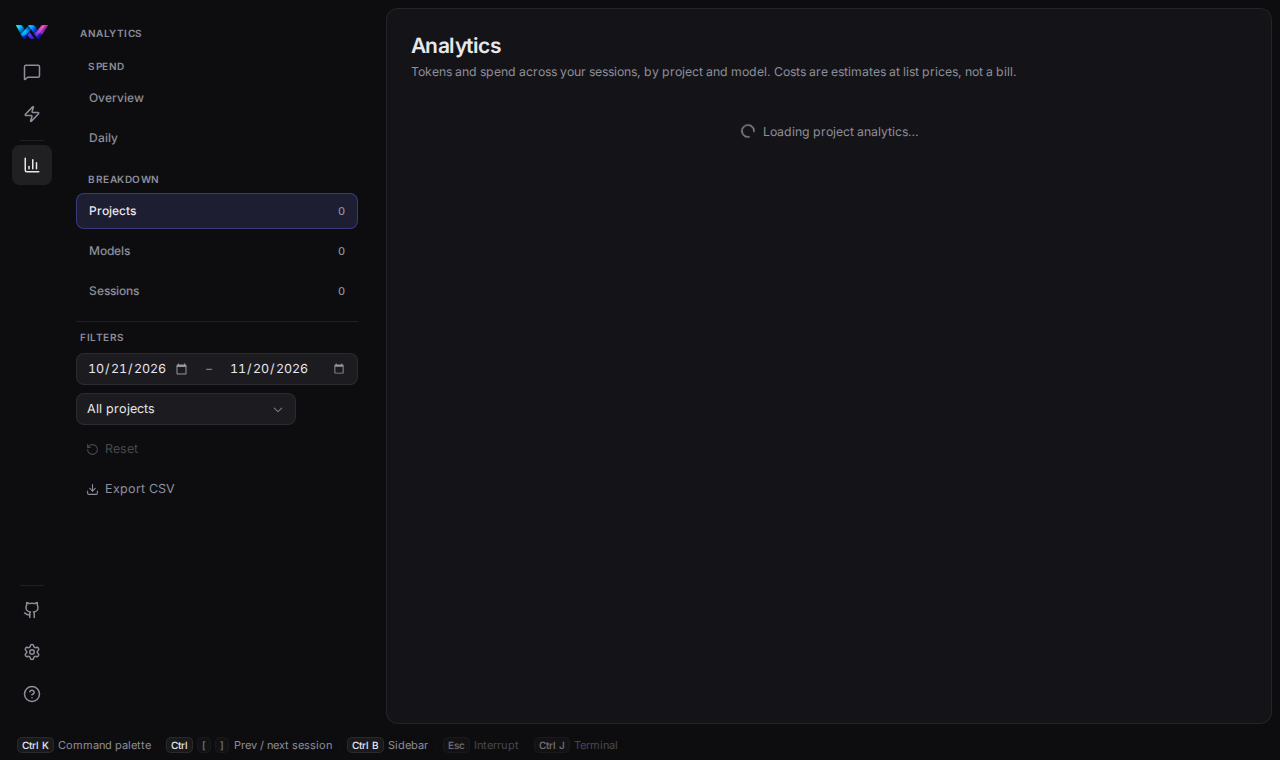 ANALYTICS
SPEND
Overview
Daily
BREAKDOWN
Projects 0
Models 0
Sessions 0
FILTERS
10/21/2026 – 11/20/2026
All projects
Reset
Export CSV
Analytics
Tokens and spend across your sessions, by project and model. Costs are estimates at list prices, not a bill.
Loading project analytics...
Ctrl K Command palette Ctrl [ ] Prev / next session Ctrl B Sidebar Esc Interrupt Ctrl J Terminal